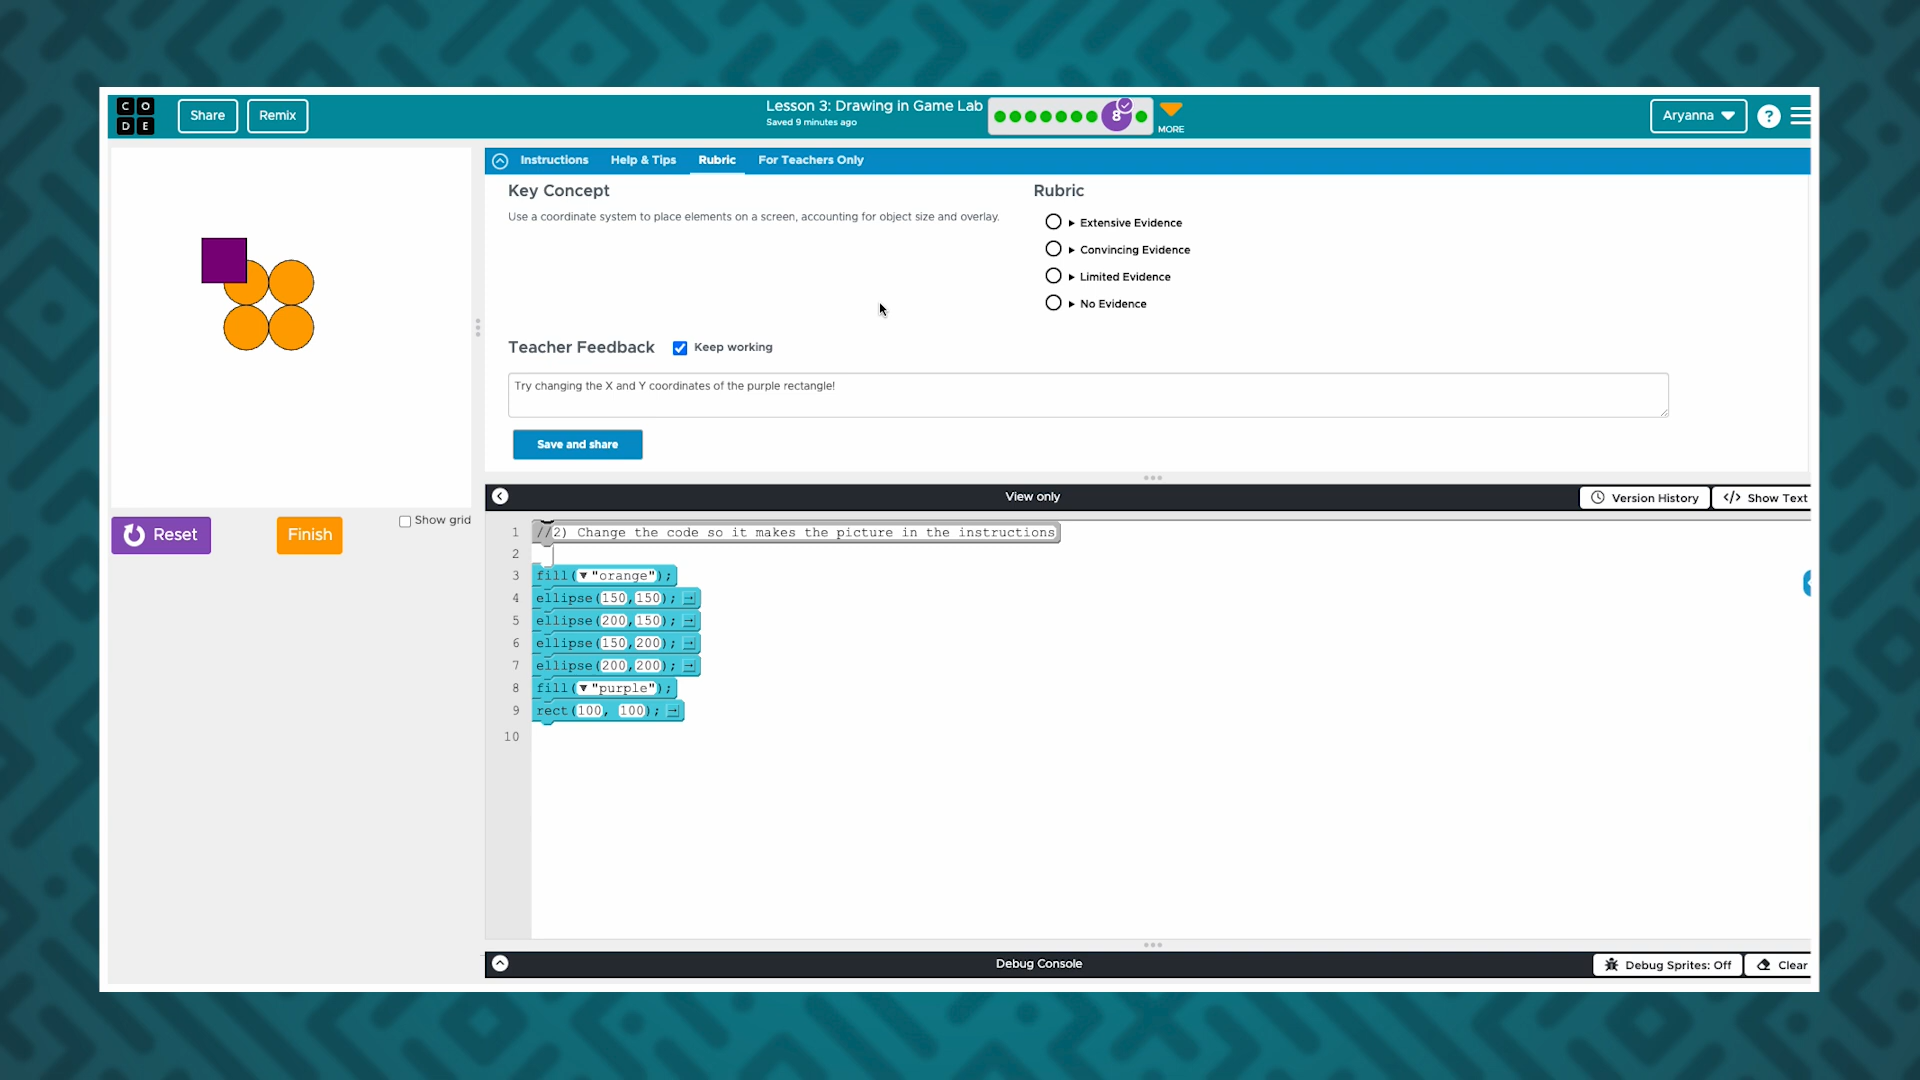 CODE
Share
Remix
Lesson 3: Drawing in Game Lab
Saved 9 minutes ago
8
MORE
Aryanna
?
Instructions
Help & Tips
Rubric
For Teachers Only
Key Concept
Use a coordinate system to place elements on a screen, accounting for object size and overlay.
Rubric
Extensive Evidence
Convincing Evidence
Limited Evidence
No Evidence
Teacher Feedback
Keep working
Try changing the X and Y coordinates of the purple rectangle!
Save and share
Reset
Finish
Show grid
View only
Version History
</> Show Text
1 //2) Change the code so it makes the picture in the instructions
2
3 fill("orange");
4 ellipse(150,150);
5 ellipse(200,150);
6 ellipse(150,200);
7 ellipse(200,200);
8 fill("purple");
9 rect(100, 100);
10
Debug Console
Debug Sprites: Off
Clear